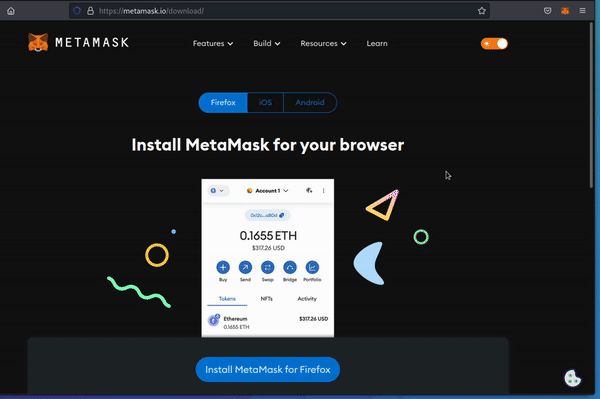 https://metamask.io/download/
METAMASK
Features
Build
Resources
Learn
Firefox
iOS
Android
Install MetaMask for your browser
Account 1
0.1655 ETH
$317.26 USD
Buy
Send
Swap
Bridge
Portfolio
Tokens
NFTs
Activity
Ethereum
$317.26 USD
0.1655 ETH
Install MetaMask for Firefox